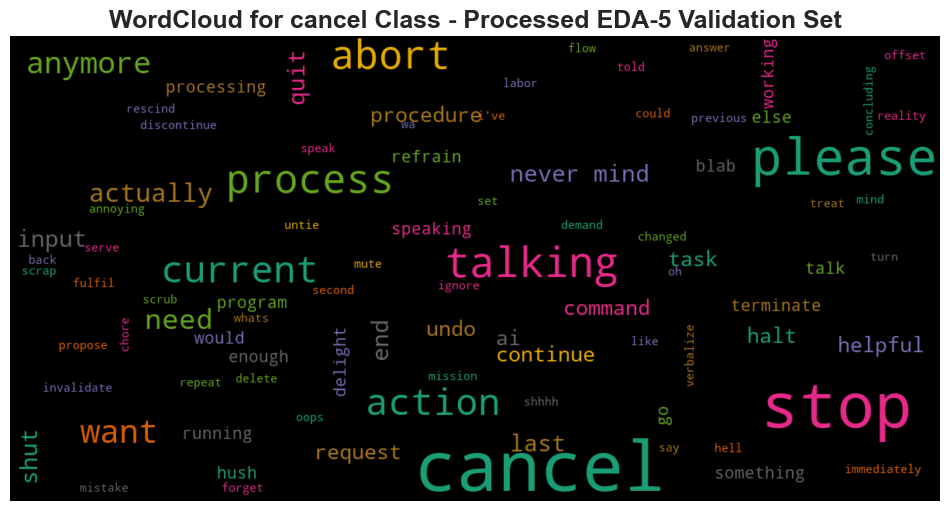 WordCloud for cancel Class - Processed EDA-5 Validation Set
anymore
processing
quit
abort
flow
told
labor
answer
working
offset
concluding
reality
rescind
discontinue
procedure
i've
wa
could
previous
else
speak
refrain
never mind
blab
please
actually
annoying
process
set
treat
mind
untie
speaking
demand
changed
input
serve
back
scrap
current
mute
talking
ignore
task
oh
talk
turn
fulfil
scrub
program
second
command
terminate
need
whats
would
enough
chore
propose
delight
end
undo
ai
continue
like
verbalize
halt
helpful
invalidate
repeat
delete
mission
action
shhhh
go
stop
oops
want
running
shut
request
last
cancel
say
hell
something
immediately
hush
forget
mistake